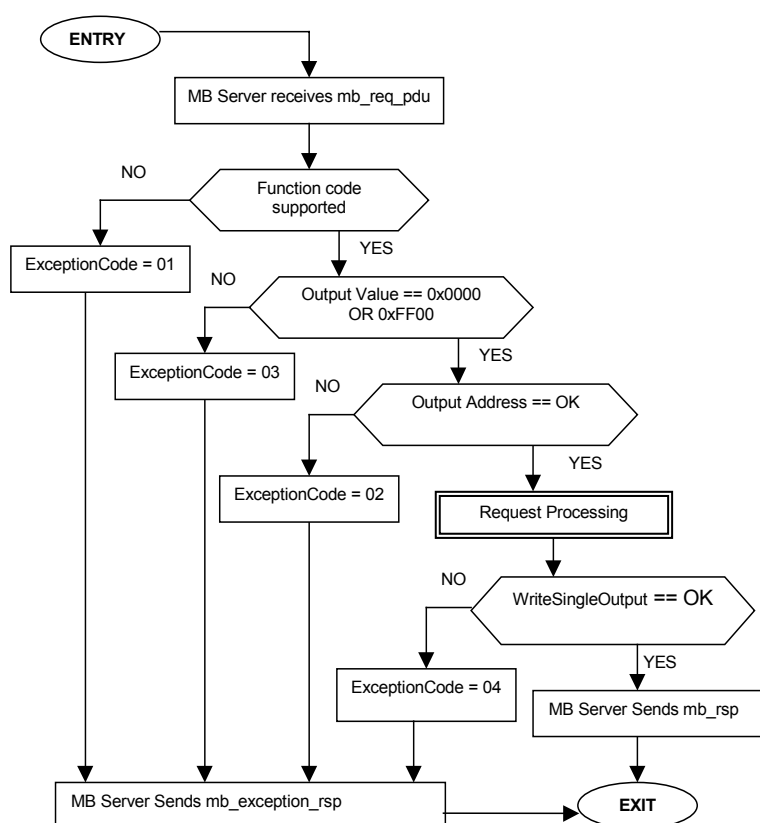 ENTRY
MB Server receives mb_req_pdu
NO
Function code
supported
YES
ExceptionCode = 01
NO
Output Value == 0x0000
OR 0xFF00
YES
ExceptionCode = 03
NO
Output Address == OK
YES
ExceptionCode = 02
Request Processing
NO
WriteSingleOutput == OK
YES
ExceptionCode = 04
MB Server Sends mb_rsp
MB Server Sends mb_exception_rsp
EXIT